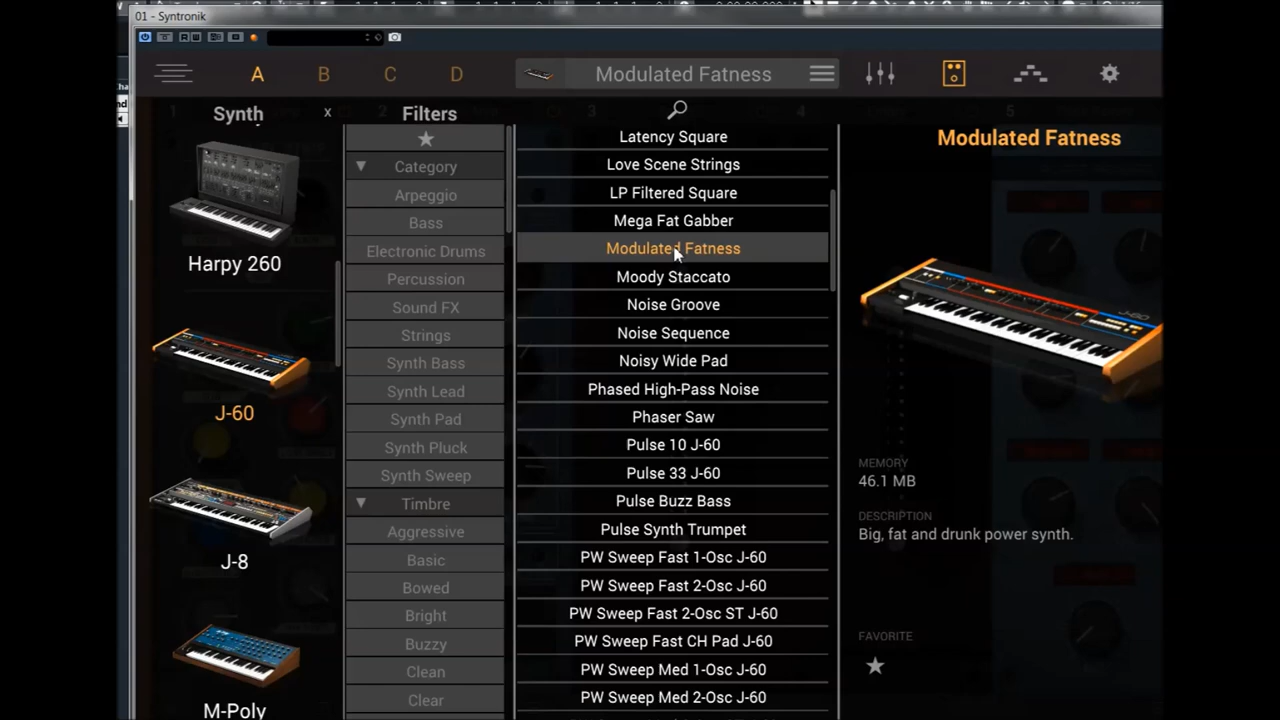 01 - Syntronik
A
B
C
D
Modulated Fatness
Synth
x
Filters
Harpy 260
J-60
J-8
M-Poly
Category
Arpeggio
Bass
Electronic Drums
Percussion
Sound FX
Strings
Synth Bass
Synth Lead
Synth Pad
Synth Pluck
Synth Sweep
Timbre
Aggressive
Basic
Bowed
Bright
Buzzy
Clean
Clear
Latency Square
Love Scene Strings
LP Filtered Square
Mega Fat Gabber
Modulated Fatness
Moody Staccato
Noise Groove
Noise Sequence
Noisy Wide Pad
Phased High-Pass Noise
Phaser Saw
Pulse 10 J-60
Pulse 33 J-60
Pulse Buzz Bass
Pulse Synth Trumpet
PW Sweep Fast 1-Osc J-60
PW Sweep Fast 2-Osc J-60
PW Sweep Fast 2-Osc ST J-60
PW Sweep Fast CH Pad J-60
PW Sweep Med 1-Osc J-60
PW Sweep Med 2-Osc J-60
Modulated Fatness
MEMORY
46.1 MB
DESCRIPTION
Big, fat and drunk power synth.
FAVORITE